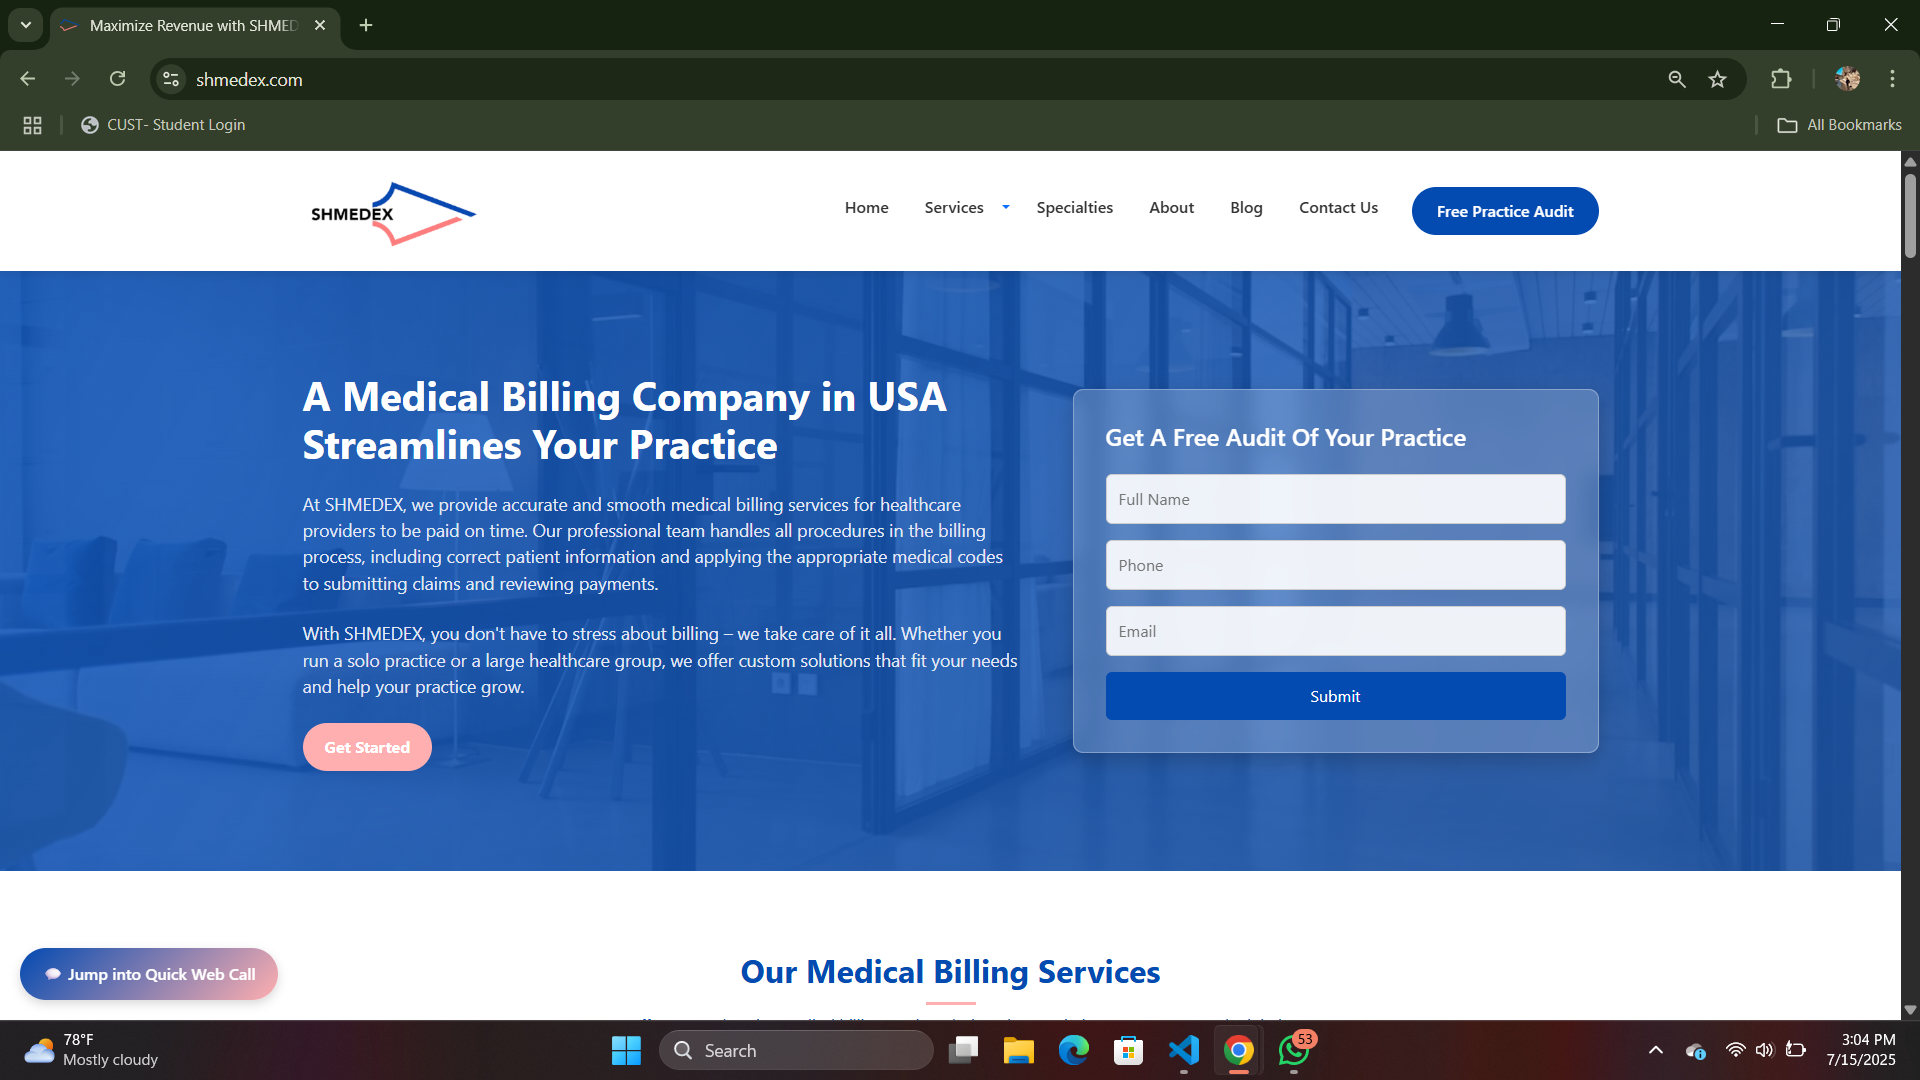 Maximize Revenue with SHMED
shmedex.com
CUST- Student Login
All Bookmarks
SHMEDEX
Home
Services
Specialties
About
Blog
Contact Us
Free Practice Audit
A Medical Billing Company in USA
Streamlines Your Practice
At SHMEDEX, we provide accurate and smooth medical billing services for healthcare
providers to be paid on time. Our professional team handles all procedures in the billing
process, including correct patient information and applying the appropriate medical codes
to submitting claims and reviewing payments.
With SHMEDEX, you don't have to stress about billing – we take care of it all. Whether you
run a solo practice or a large healthcare group, we offer custom solutions that fit your needs
and help your practice grow.
Get Started
Get A Free Audit Of Your Practice
Full Name
Phone
Email
Submit
Jump into Quick Web Call
Our Medical Billing Services
78°F
Mostly cloudy
Search
53
3:04 PM
7/15/2025